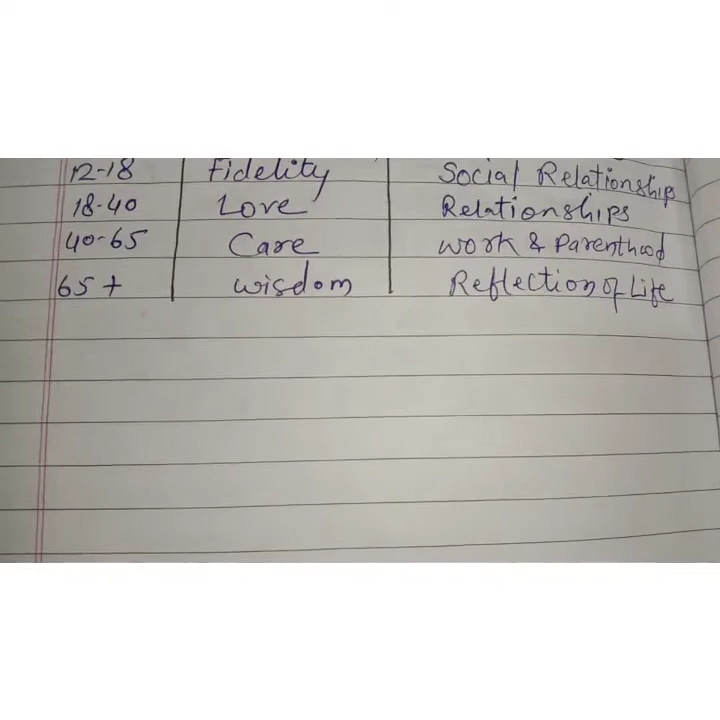 12-18 Fidelity Social Relationship
18-40 Love Relationships
40-65 Care Work & Parenthood
65+ wisdom Reflection of Life